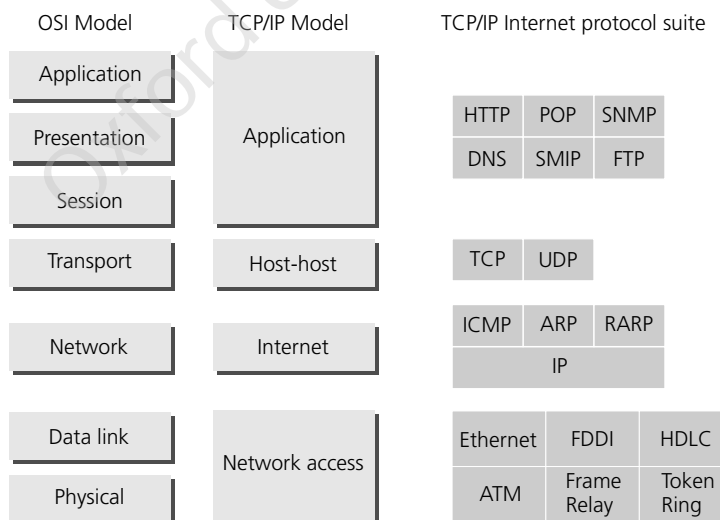 OSI Model TCP/IP Model TCP/IP Internet protocol suite
Application
Presentation
Session
Application
HTTP POP SNMP
DNS SMIP FTP
Transport Host-host TCP UDP
Network Internet
ICMP ARP RARP
IP
Data link
Physical
Network access
Ethernet FDDI HDLC
ATM Frame Relay Token Ring
Oxford